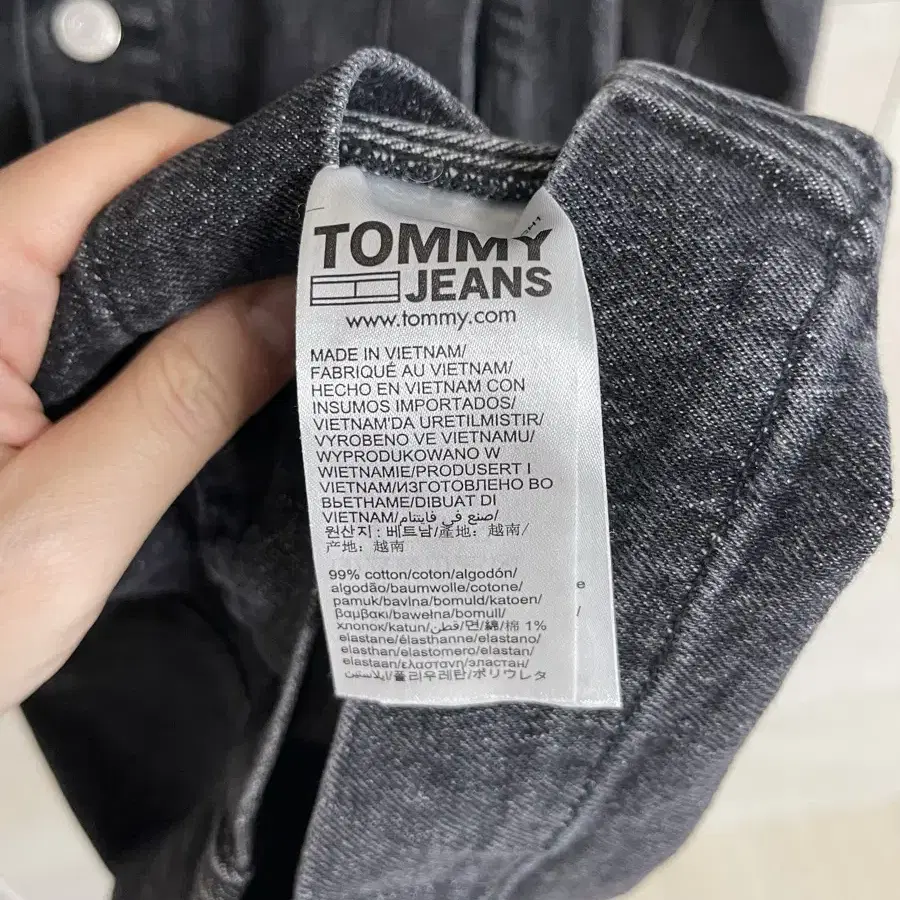 TOMMY
JEANS
www.tommy.com
MADE IN VIETNAM/
FABRIQUÉ AU VIETNAM/
HECHO EN VIETNAM CON
INSUMOS IMPORTADOS/
VIETNAM'DA URETILMISTIR/
VYROBENO VE VIETNAMU/
WYPRODUKOWANO W
WIETNAMIE/PRODUSERT I
VIETNAM/ИЗГОТОВЛЕНО ВО
ВЬЕТНАМЕ/DIBUAT DI
VIETNAM/صنع في فايتنام/
원산지 : 베트남/產地：越南/
产地：越南
99% cotton/coton/algodón/
algodão/baumwolle/cotone/
pamuk/bavlna/bomuld/katoen/
βαμβακι/bawełna/bomull/
хлопок/katun/قطن/면/綿/棉 1%
elastane/élasthanne/elastano/
elasthan/elastomero/elastan/
elastaan/ελαστανη/эластан/
إيلاستين/폴리우레탄/ポリウレタ